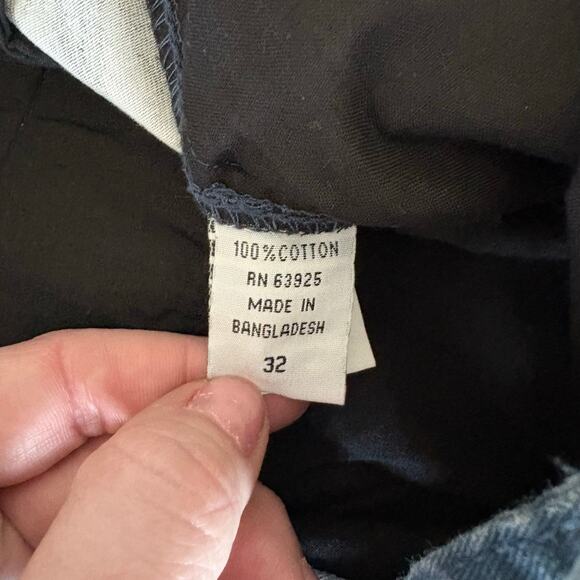 100%COTTON
RN 63925
MADE IN
BANGLADESH
32